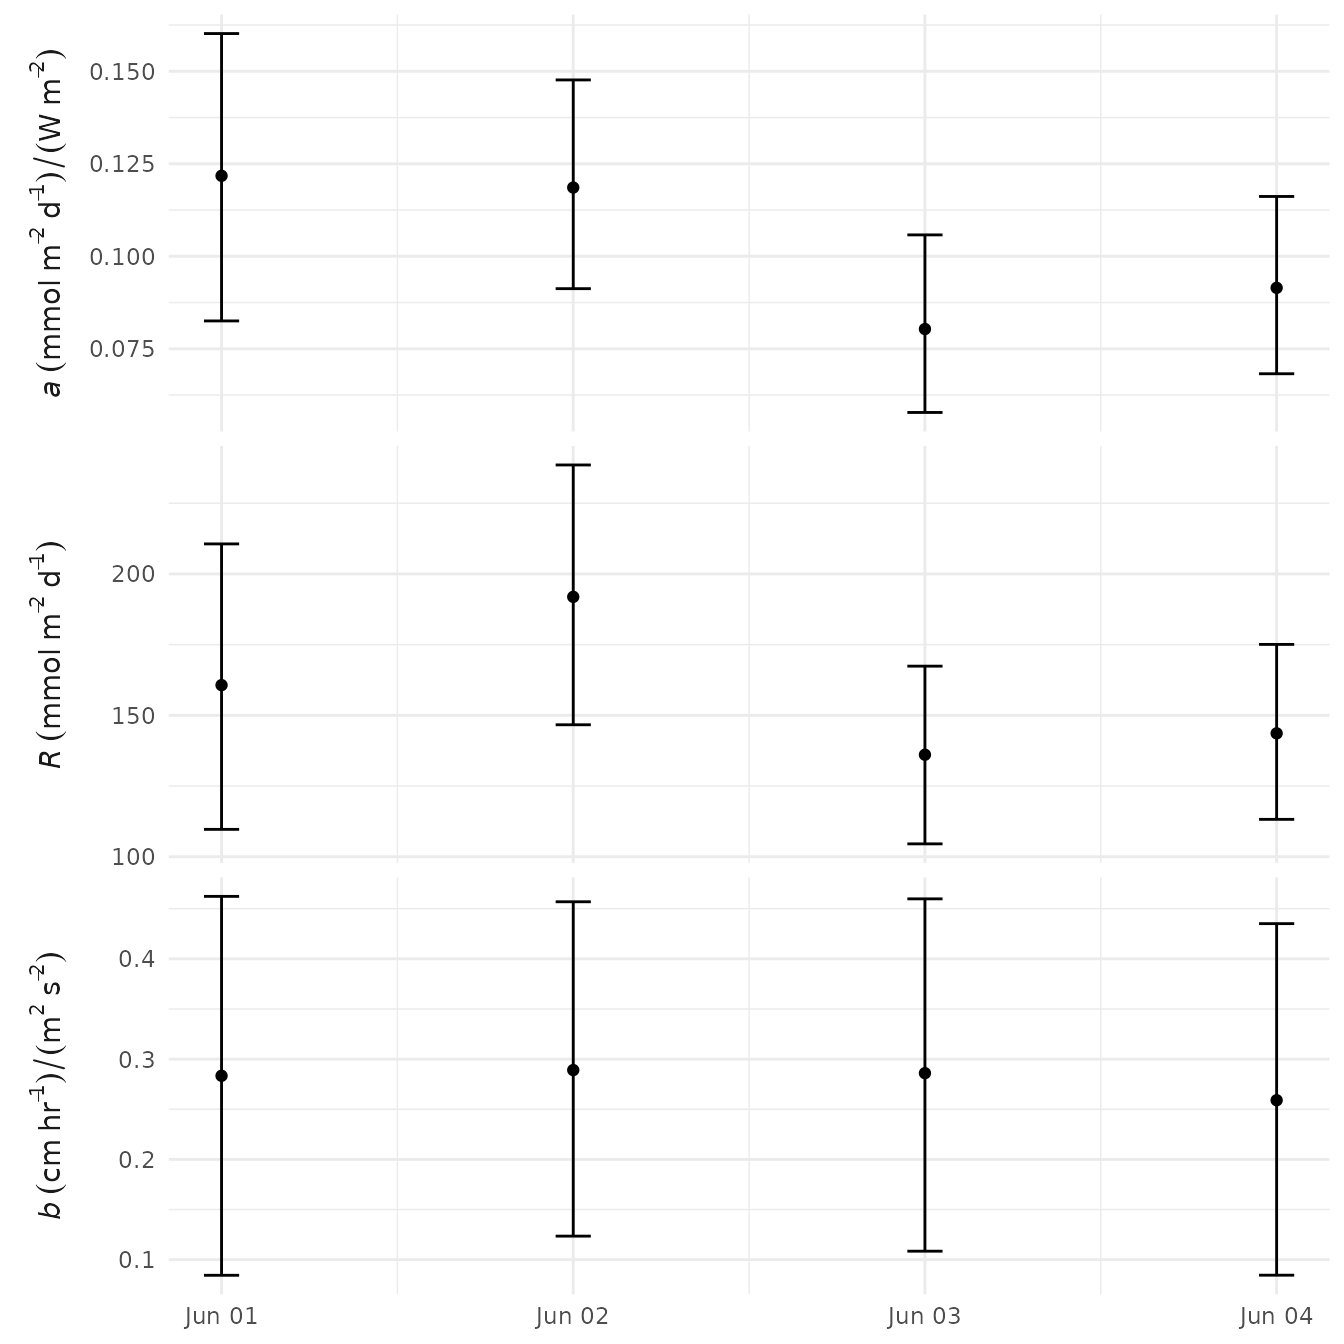 a (mmol m⁻² d⁻¹)/(W m⁻²)
0.150
0.125
0.100
0.075
R (mmol m⁻² d⁻¹)
200
150
100
b (cm hr⁻¹)/(m² s⁻²)
0.4
0.3
0.2
0.1
Jun 01 Jun 02 Jun 03 Jun 04